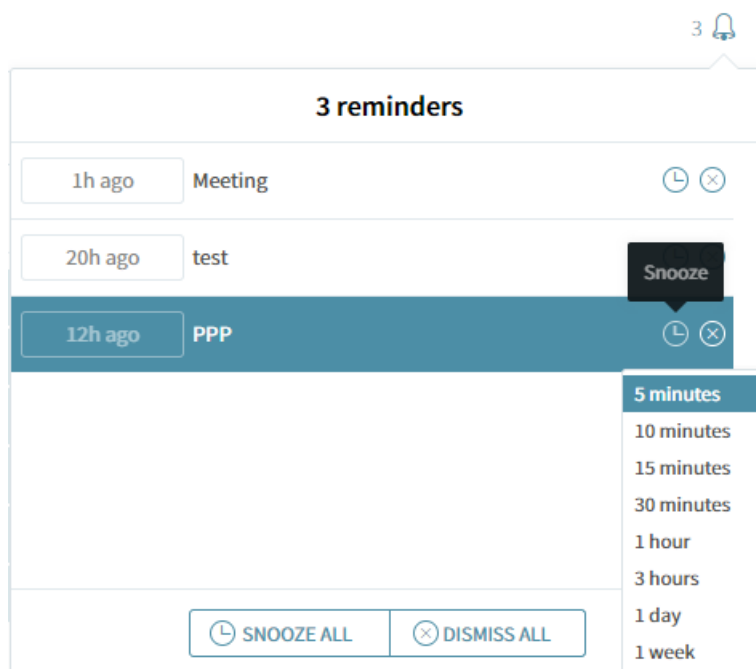 3
3 reminders
1h ago Meeting
20h ago test
Snooze
12h ago PPP
5 minutes
10 minutes
15 minutes
30 minutes
1 hour
3 hours
1 day
1 week
SNOOZE ALL DISMISS ALL